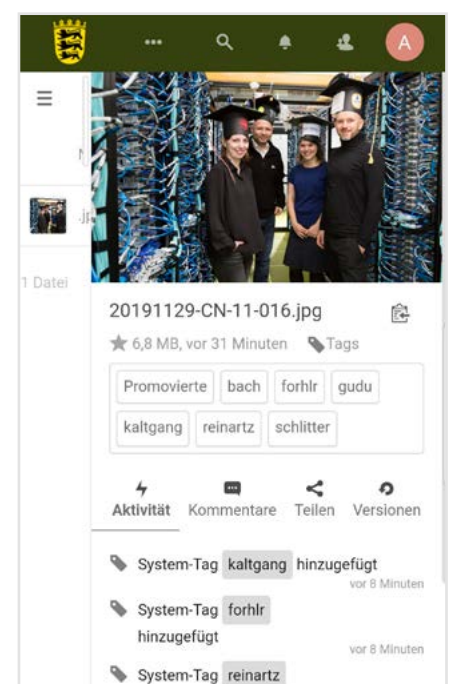 A
.jp
1 Datei
20191129-CN-11-016.jpg
6,8 MB, vor 31 Minuten Tags
Promovierte bach forhlr gudu
kaltgang reinartz schlitter
Aktivität Kommentare Teilen Versionen
System-Tag kaltgang hinzugefügt
vor 8 Minuten
System-Tag forhlr
hinzugefügt
vor 8 Minuten
System-Tag reinartz